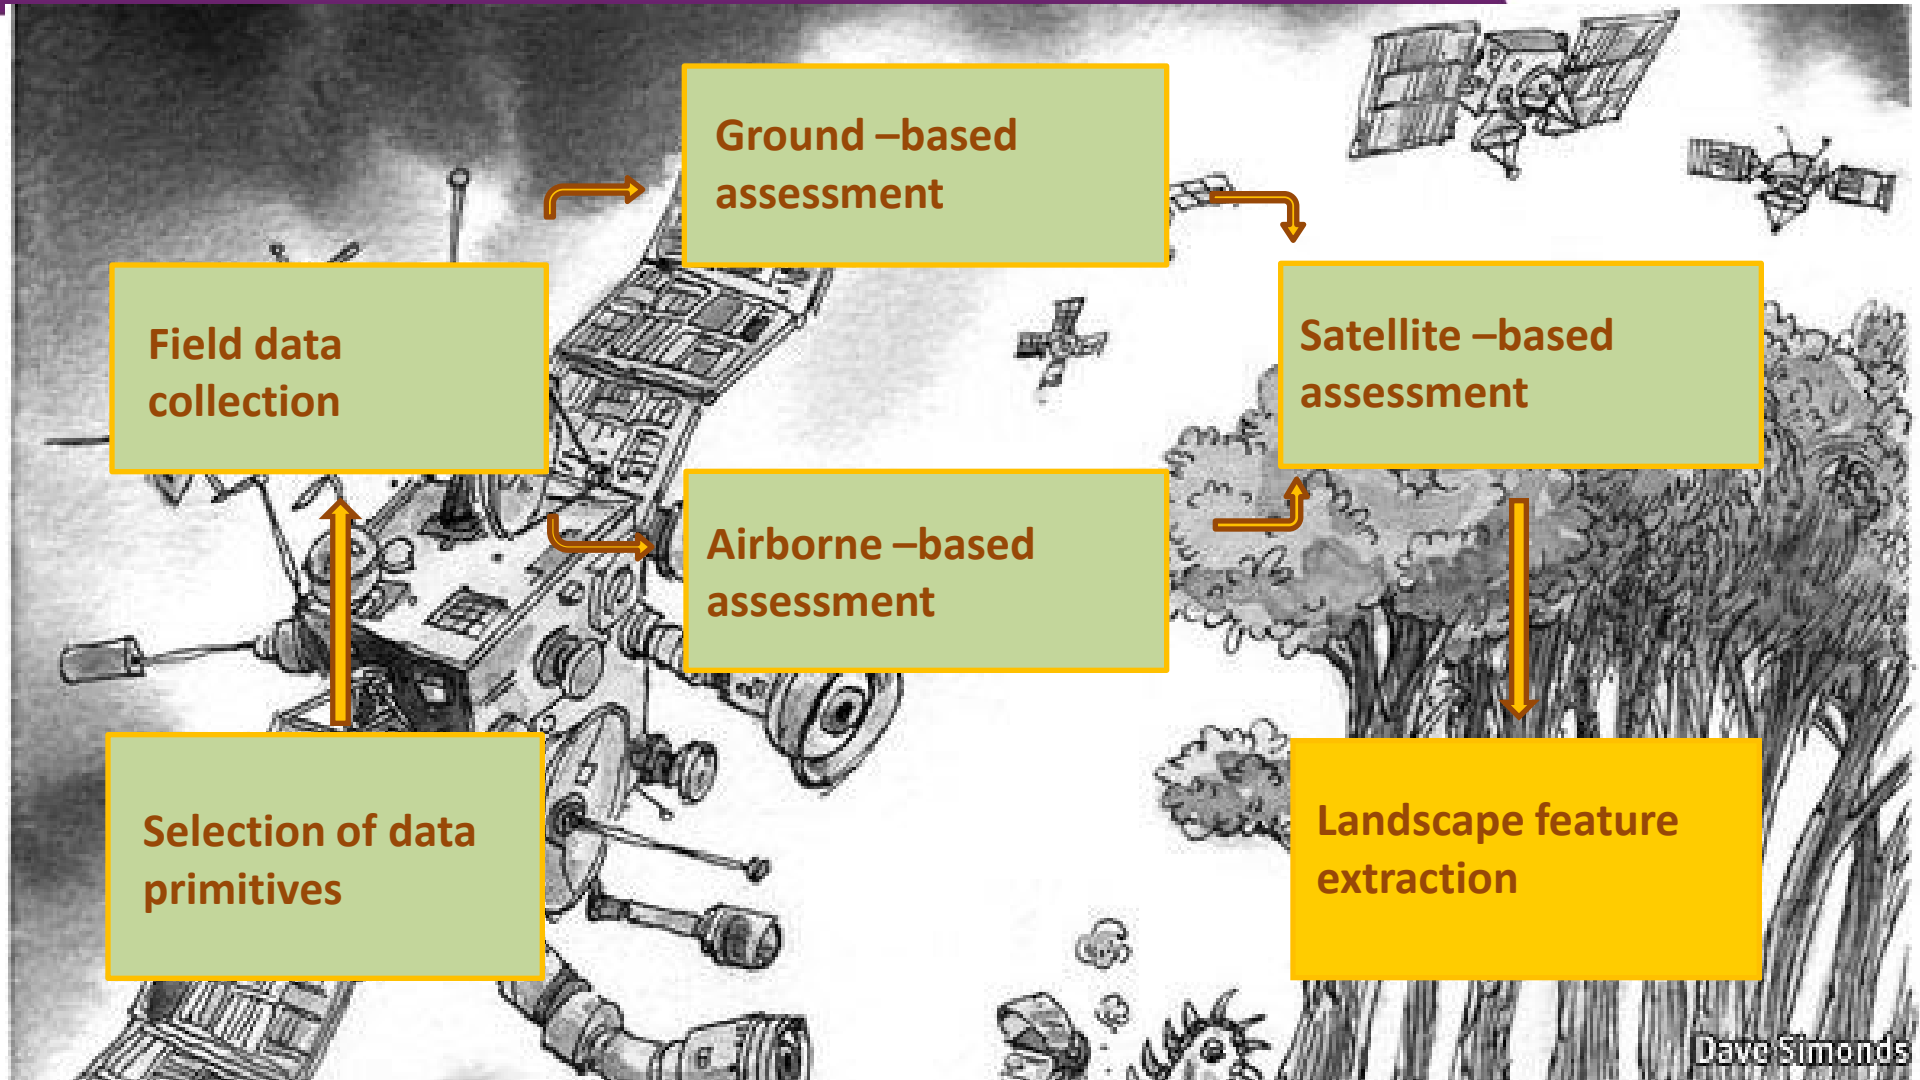 Ground –based
assessment
Field data
collection
Satellite –based
assessment
Airborne –based
assessment
Selection of data
primitives
Landscape feature
extraction
Dave Simonds